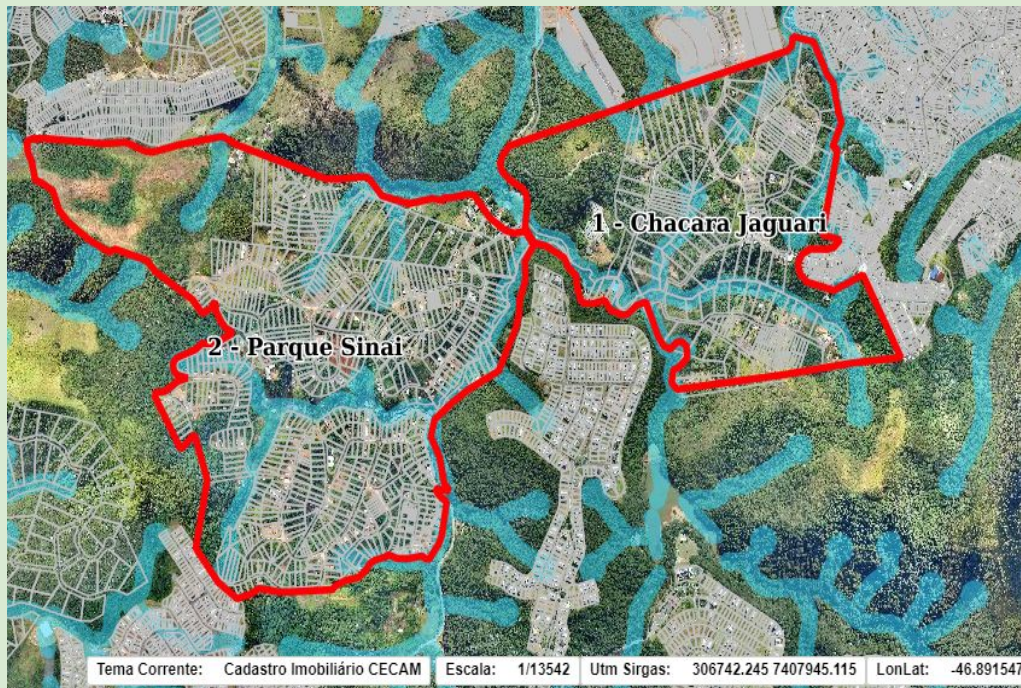 1 - Chacara Jaguari
2 - Parque Sinai
Tema Corrente: Cadastro Imobiliário CECAM Escala: 1/13542 Utm Sirgas: 306742.245 7407945.115 LonLat: -46.891547